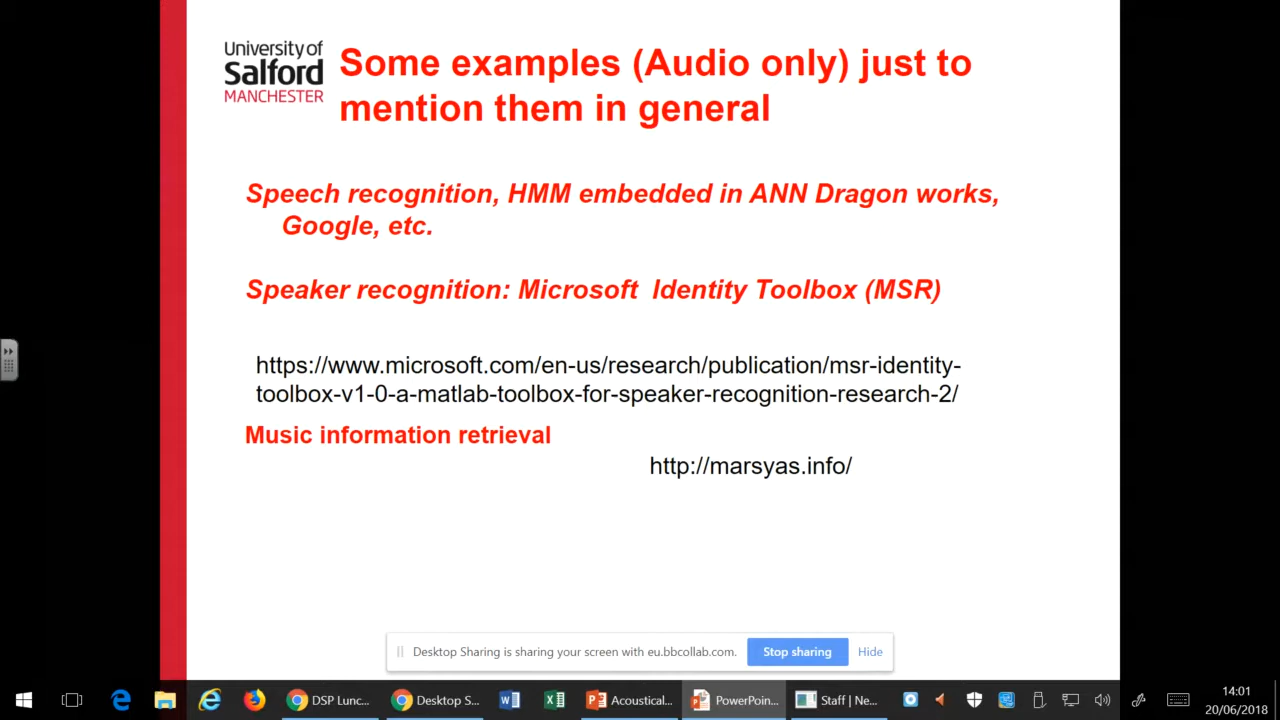 University of
Salford
MANCHESTER
Some examples (Audio only) just to
mention them in general
Speech recognition, HMM embedded in ANN Dragon works,
Google, etc.
Speaker recognition: Microsoft Identity Toolbox (MSR)
https://www.microsoft.com/en-us/research/publication/msr-identity-
toolbox-v1-0-a-matlab-toolbox-for-speaker-recognition-research-2/
Music information retrieval
http://marsyas.info/
Desktop Sharing is sharing your screen with eu.bbcollab.com. Stop sharing Hide
DSP Lunc... Desktop S... Acoustical... PowerPoin... Staff | Ne... 14:01
20/06/2018